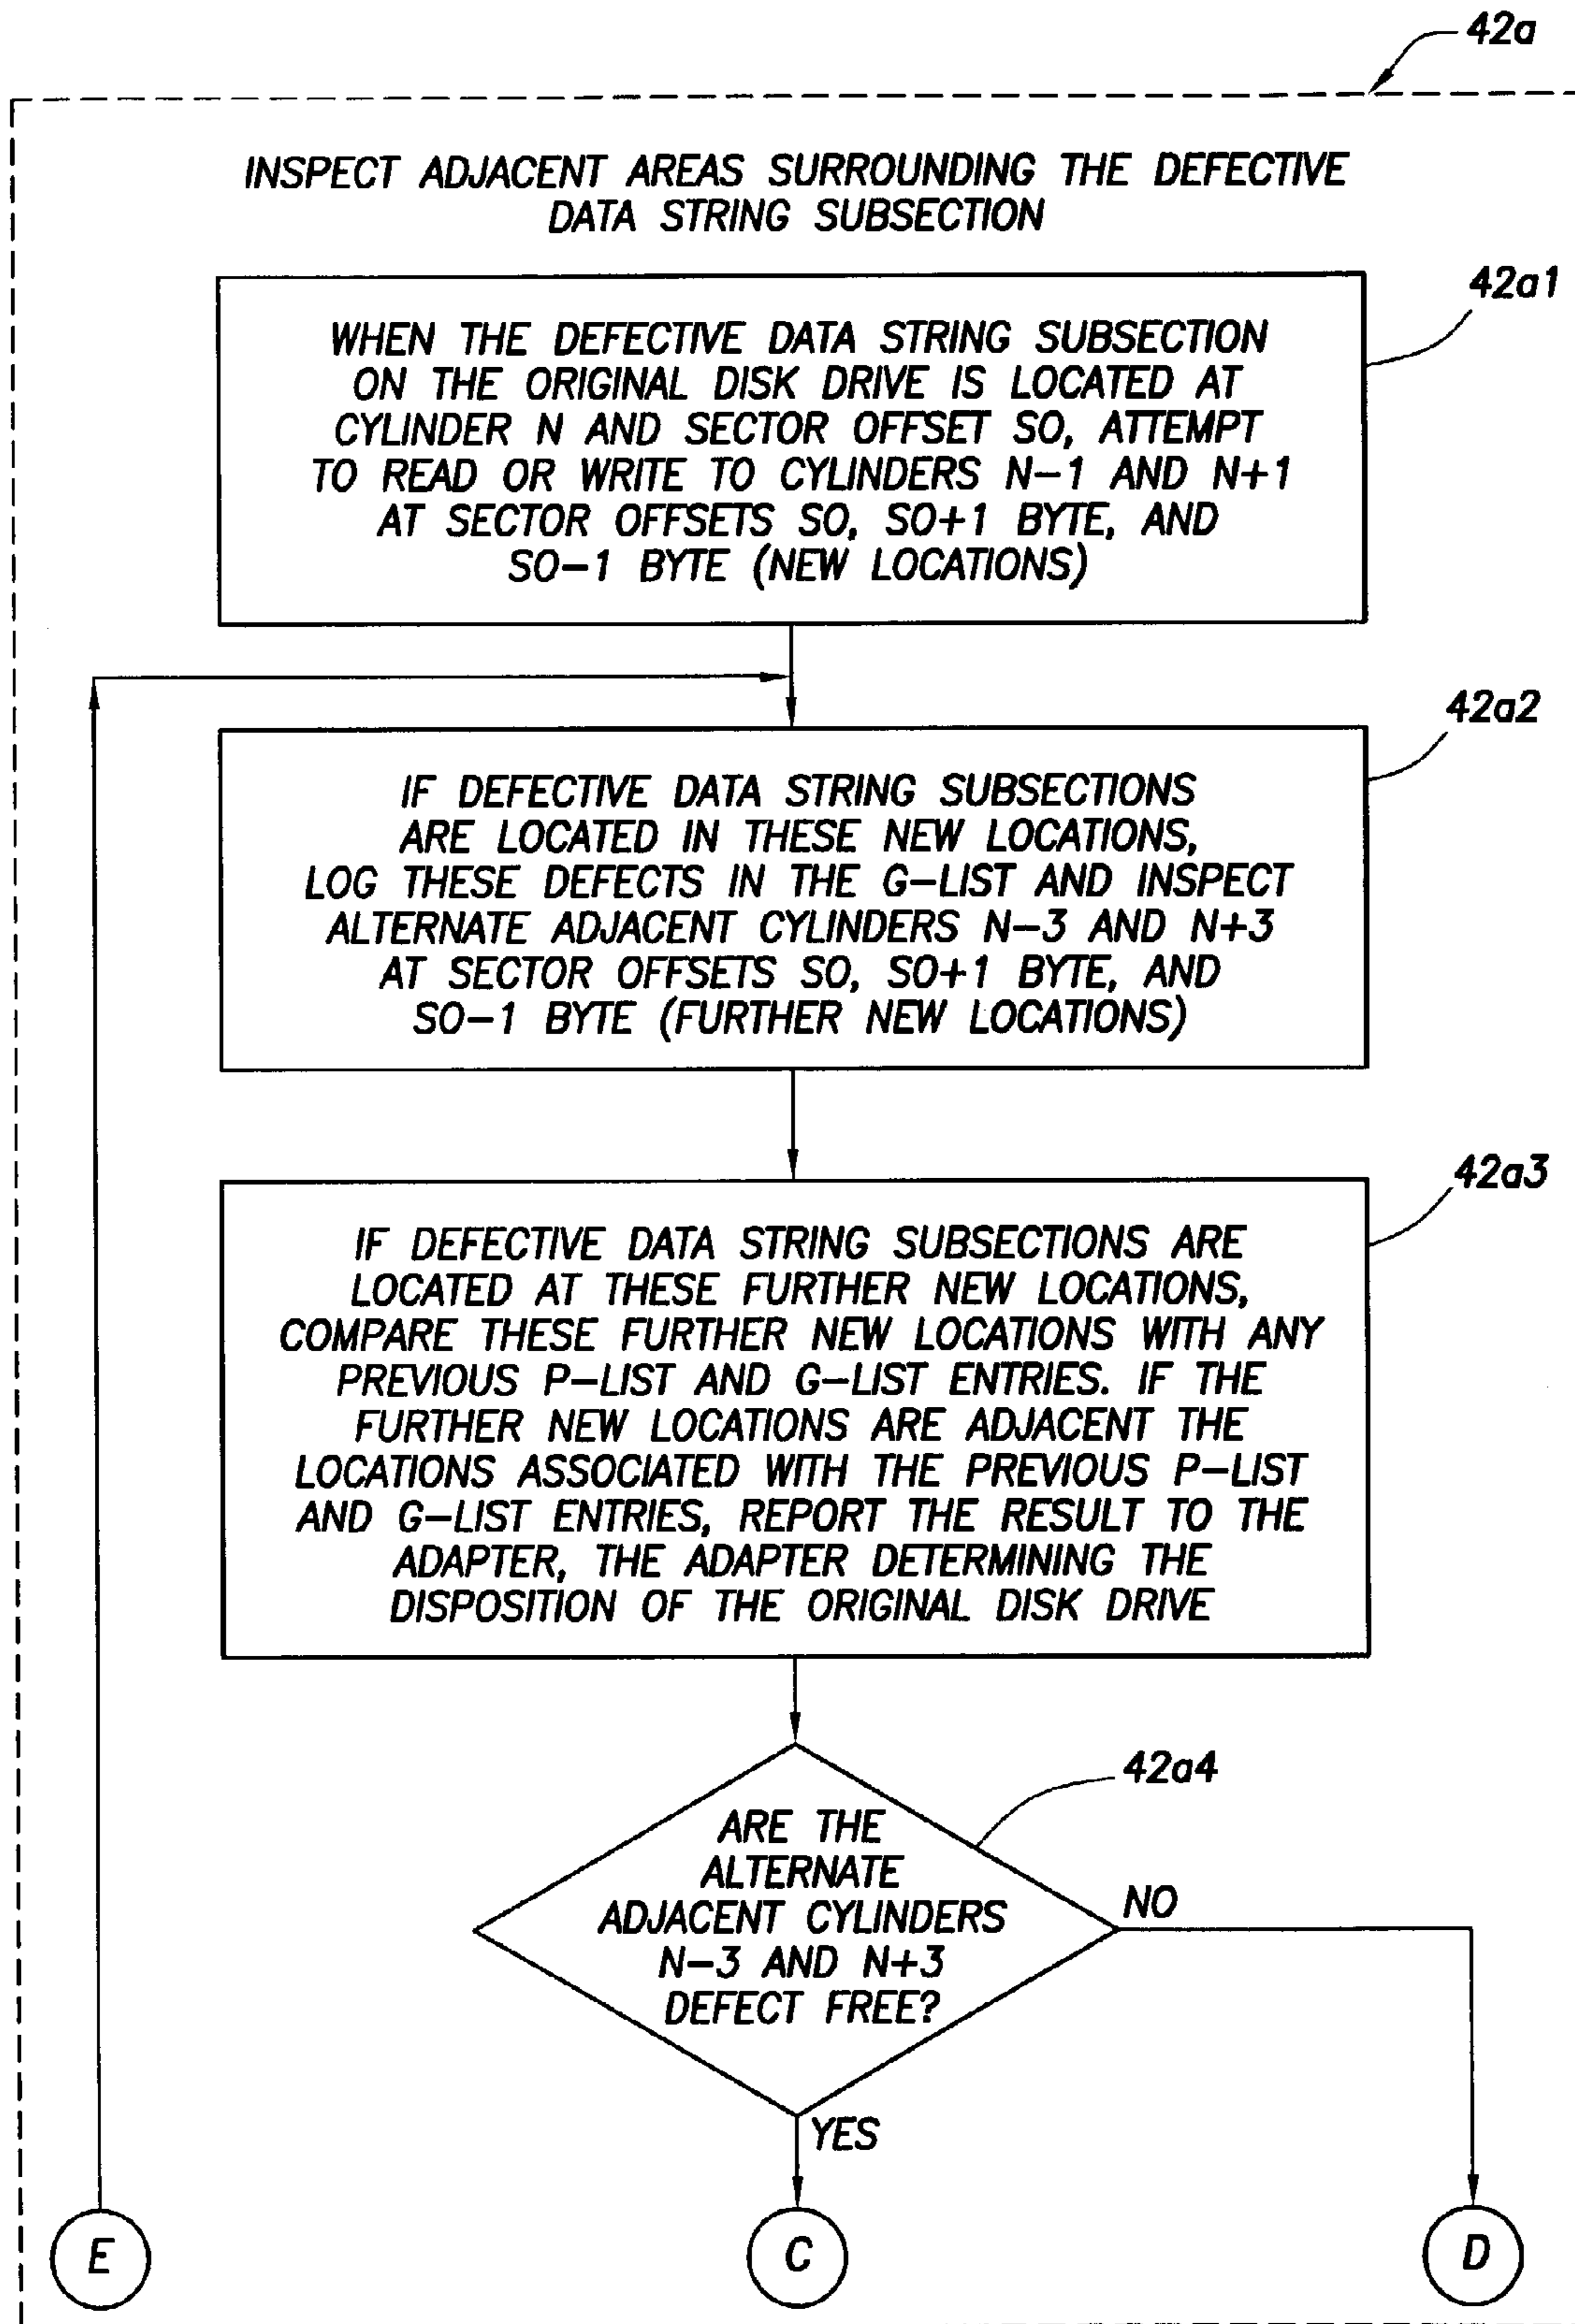 42a
INSPECT ADJACENT AREAS SURROUNDING THE DEFECTIVE
DATA STRING SUBSECTION
42a1
WHEN THE DEFECTIVE DATA STRING SUBSECTION
ON THE ORIGINAL DISK DRIVE IS LOCATED AT
CYLINDER N AND SECTOR OFFSET SO, ATTEMPT
TO READ OR WRITE TO CYLINDERS N-1 AND N+1
AT SECTOR OFFSETS SO, SO+1 BYTE, AND
SO-1 BYTE (NEW LOCATIONS)
42a2
IF DEFECTIVE DATA STRING SUBSECTIONS
ARE LOCATED IN THESE NEW LOCATIONS,
LOG THESE DEFECTS IN THE G-LIST AND INSPECT
ALTERNATE ADJACENT CYLINDERS N-3 AND N+3
AT SECTOR OFFSETS SO, SO+1 BYTE, AND
SO-1 BYTE (FURTHER NEW LOCATIONS)
42a3
IF DEFECTIVE DATA STRING SUBSECTIONS ARE
LOCATED AT THESE FURTHER NEW LOCATIONS,
COMPARE THESE FURTHER NEW LOCATIONS WITH ANY
PREVIOUS P-LIST AND G-LIST ENTRIES. IF THE
FURTHER NEW LOCATIONS ARE ADJACENT THE
LOCATIONS ASSOCIATED WITH THE PREVIOUS P-LIST
AND G-LIST ENTRIES, REPORT THE RESULT TO THE
ADAPTER, THE ADAPTER DETERMINING THE
DISPOSITION OF THE ORIGINAL DISK DRIVE
42a4
ARE THE
ALTERNATE
ADJACENT CYLINDERS
N-3 AND N+3
DEFECT FREE?
NO
YES
E
C
D